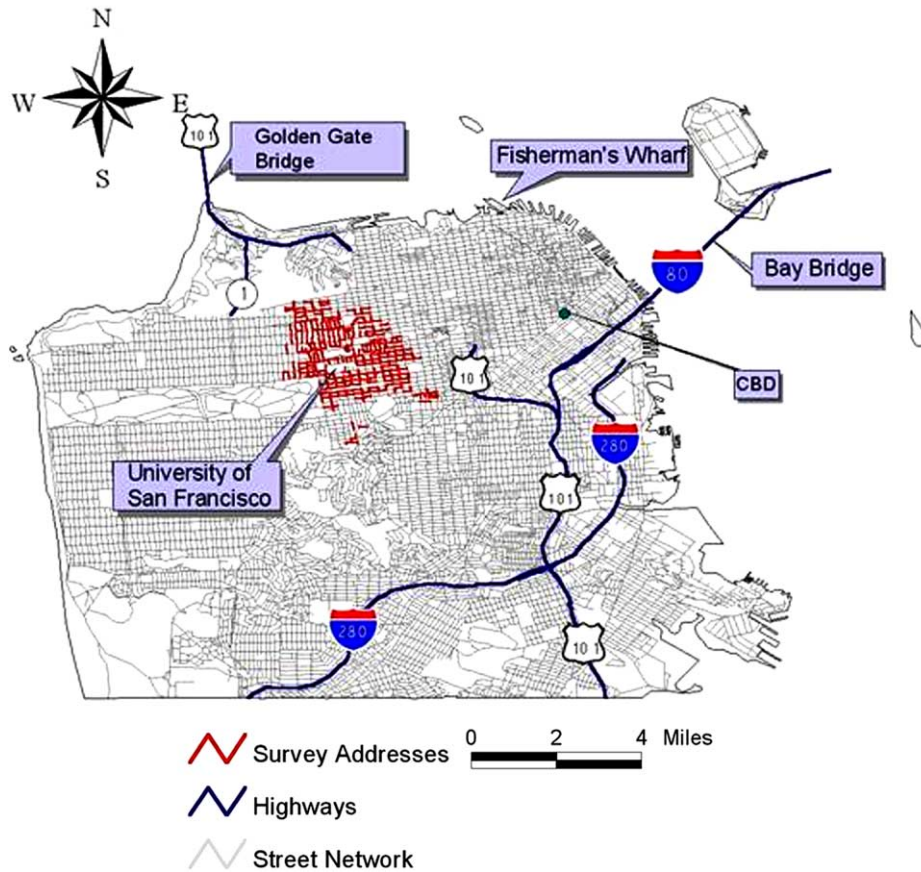 N
W
E
S
101
Golden Gate
Bridge
Fisherman's Wharf
80
Bay Bridge
1
101
CBD
280
University of
San Francisco
101
280
101
0 2 4 Miles
Survey Addresses
Highways
Street Network